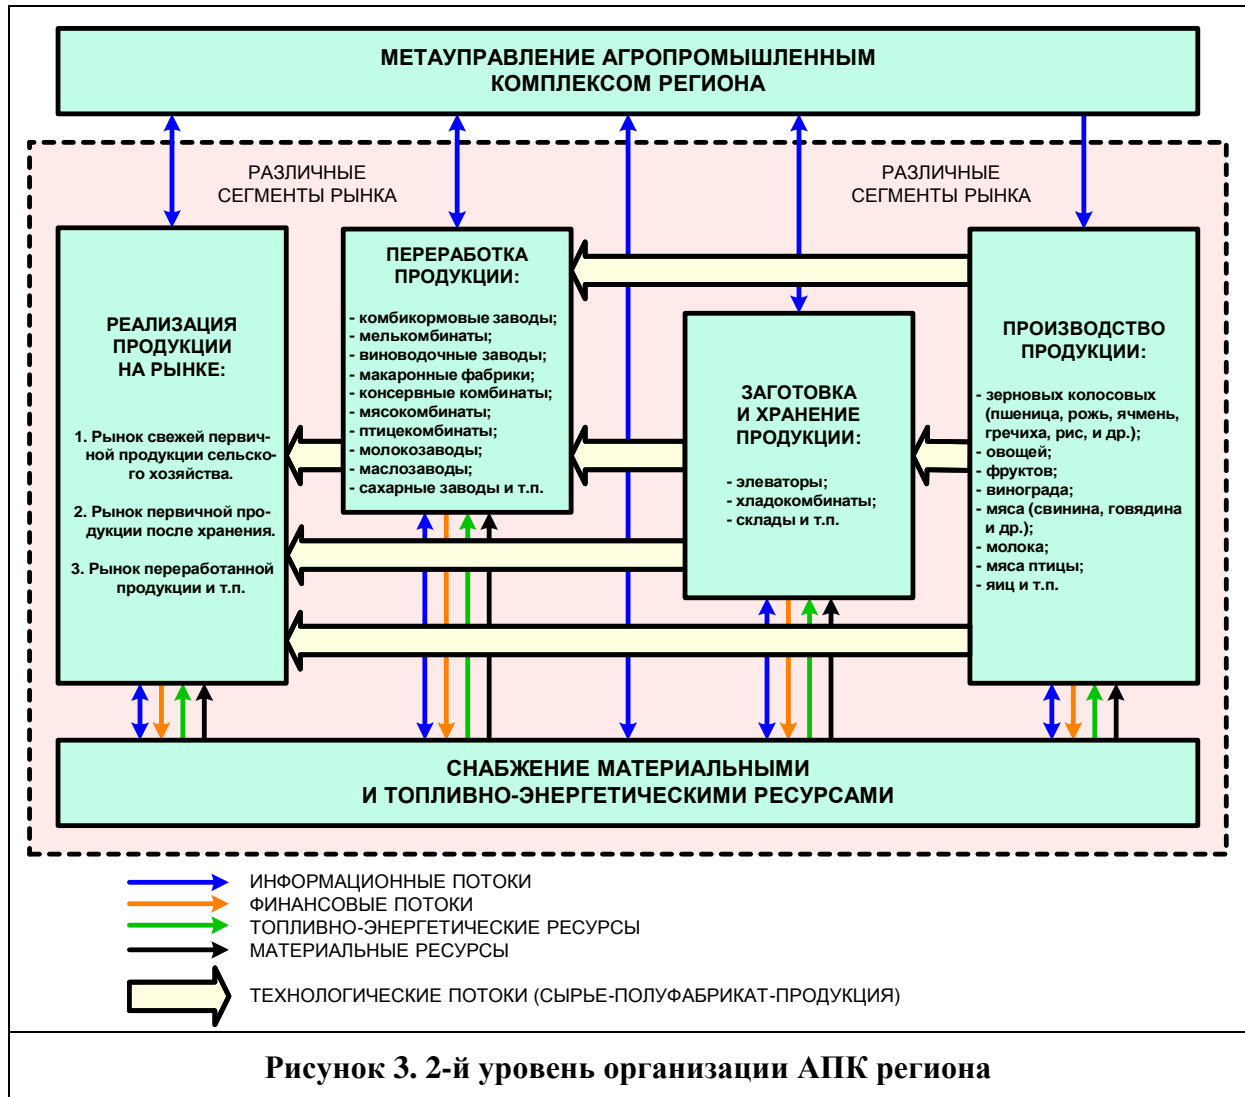 МЕТАУПРАВЛЕНИЕ АГРОПРОМЫШЛЕННЫМ
КОМПЛЕКСОМ РЕГИОНА
РАЗЛИЧНЫЕ
СЕГМЕНТЫ РЫНКА
РАЗЛИЧНЫЕ
СЕГМЕНТЫ РЫНКА
РЕАЛИЗАЦИЯ
ПРОДУКЦИИ
НА РЫНКЕ:
1. Рынок свежей первич-
ной продукции сельско-
го хозяйства.
2. Рынок первичной про-
дукции после хранения.
3. Рынок переработанной
продукции и т.п.
ПЕРЕРАБОТКА
ПРОДУКЦИИ:
- комбикормовые заводы;
- мелькомбинаты;
- виноводочные заводы;
- макаронные фабрики;
- консервные комбинаты;
- мясокомбинаты;
- птицекомбинаты;
- молокозаводы;
- маслозаводы;
- сахарные заводы и т.п.
ЗАГОТОВКА
И ХРАНЕНИЕ
ПРОДУКЦИИ:
- элеваторы;
- хладокомбинаты;
- склады и т.п.
ПРОИЗВОДСТВО
ПРОДУКЦИИ:
- зерновых колосовых
(пшеница, рожь, ячмень,
гречиха, рис, и др.);
- овощей;
- фруктов;
- винограда;
- мяса (свинина, говядина
и др.);
- молока;
- мяса птицы;
- яиц и т.п.
СНАБЖЕНИЕ МАТЕРИАЛЬНЫМИ
И ТОПЛИВНО-ЭНЕРГЕТИЧЕСКИМИ РЕСУРСАМИ
ИНФОРМАЦИОННЫЕ ПОТОКИ
ФИНАНСОВЫЕ ПОТОКИ
ТОПЛИВНО-ЭНЕРГЕТИЧЕСКИЕ РЕСУРСЫ
МАТЕРИАЛЬНЫЕ РЕСУРСЫ
ТЕХНОЛОГИЧЕСКИЕ ПОТОКИ (СЫРЬЕ-ПОЛУФАБРИКАТ-ПРОДУКЦИЯ)
Рисунок 3. 2-й уровень организации АПК региона